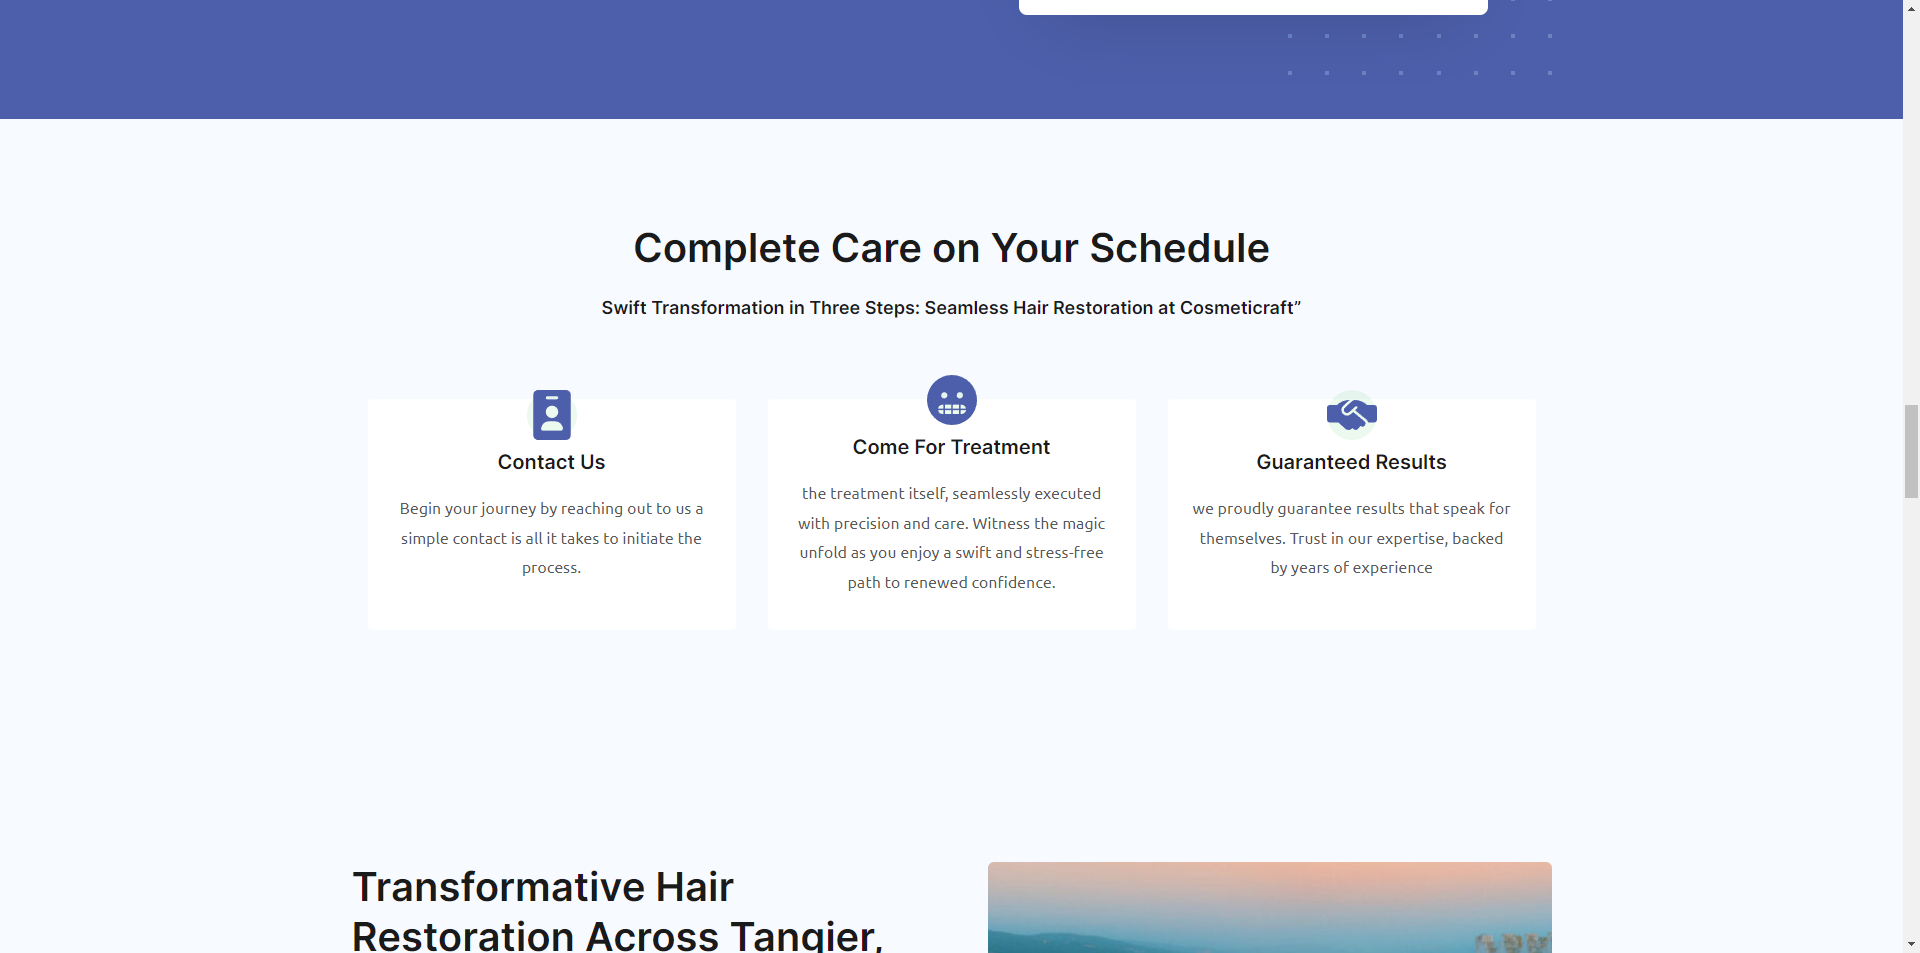 Complete Care on Your Schedule
Swift Transformation in Three Steps: Seamless Hair Restoration at Cosmeticraft”
Contact Us
Begin your journey by reaching out to us a
simple contact is all it takes to initiate the
process.
Come For Treatment
the treatment itself, seamlessly executed
with precision and care. Witness the magic
unfold as you enjoy a swift and stress-free
path to renewed confidence.
Guaranteed Results
we proudly guarantee results that speak for
themselves. Trust in our expertise, backed
by years of experience
Transformative Hair
Restoration Across Tangier,